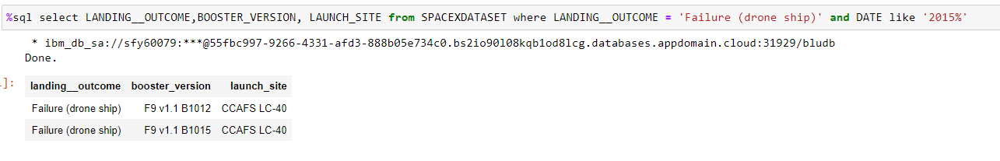 %sql select LANDING__OUTCOME,BOOSTER_VERSION, LAUNCH_SITE from SPACEXDATASET where LANDING__OUTCOME = 'Failure (drone ship)' and DATE like '2015%'
* ibm_db_sa://sfy60079:***@55fbc997-9266-4331-afd3-888b05e734c0.bs2io90l08kqb1od8lcg.databases.appdomain.cloud:31929/bludb
Done.
]:
landing__outcome booster_version launch_site
Failure (drone ship) F9 v1.1 B1012 CCAFS LC-40
Failure (drone ship) F9 v1.1 B1015 CCAFS LC-40